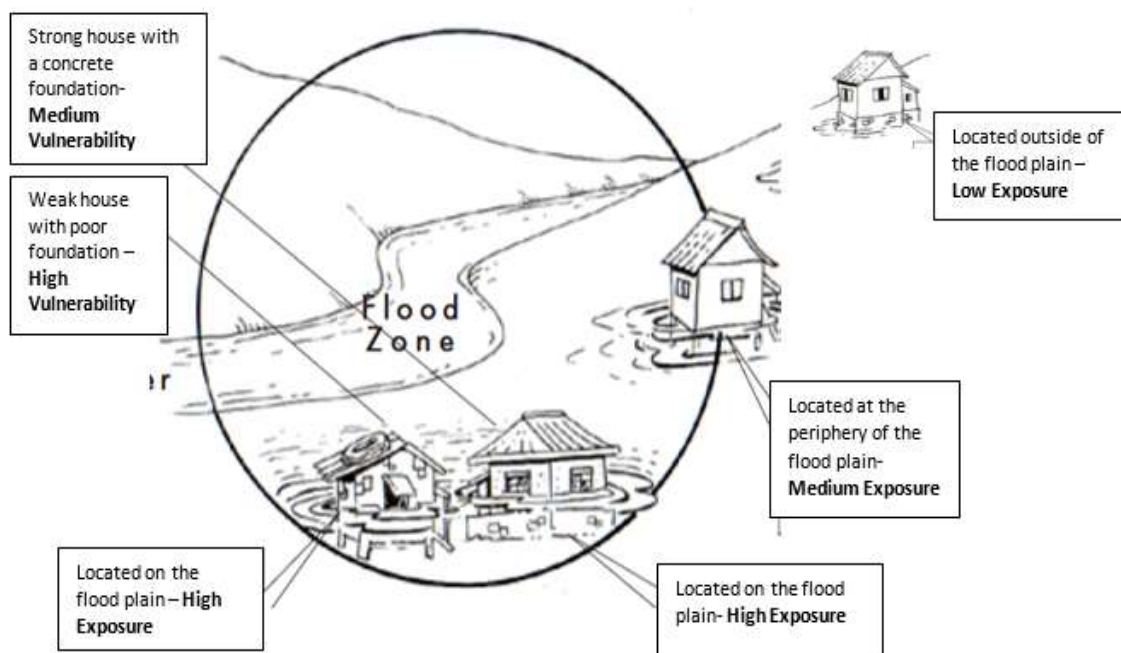 Strong house with
a concrete
foundation-
Medium
Vulnerability
Weak house
with poor
foundation –
High
Vulnerability
Located outside of
the flood plain –
Low Exposure
Flood
Zone
er
Located at the
periphery of the
flood plain-
Medium Exposure
Located on the
flood plain – High
Exposure
Located on the flood
plain- High Exposure